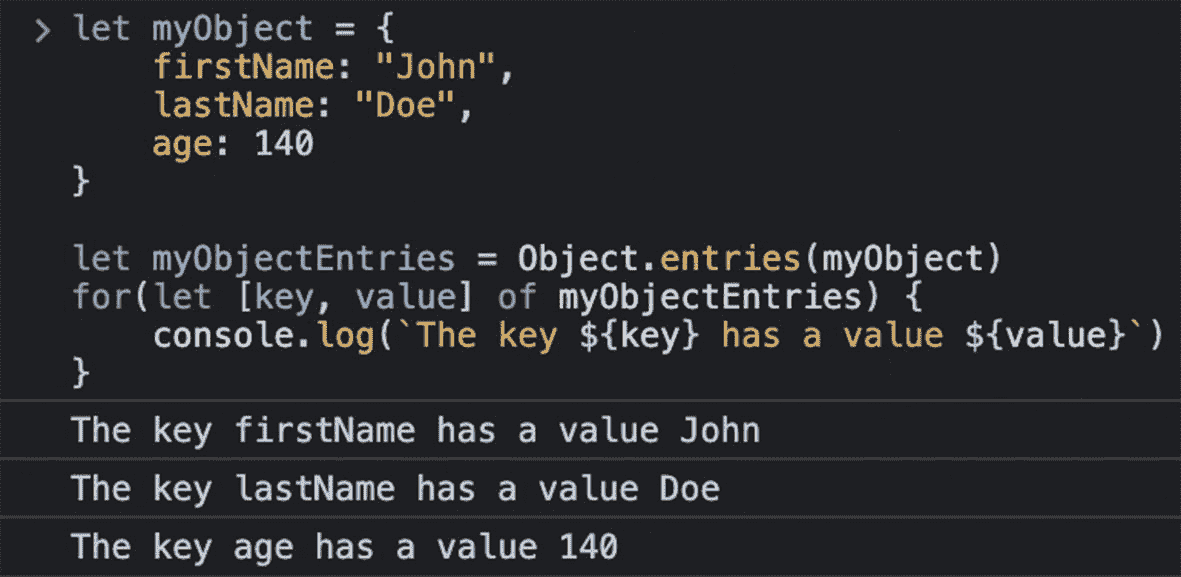 > let myObject = {
    firstName: "John",
    lastName: "Doe",
    age: 140
}

let myObjectEntries = Object.entries(myObject)
for(let [key, value] of myObjectEntries) {
    console.log(`The key ${key} has a value ${value}`)
}
The key firstName has a value John
The key lastName has a value Doe
The key age has a value 140